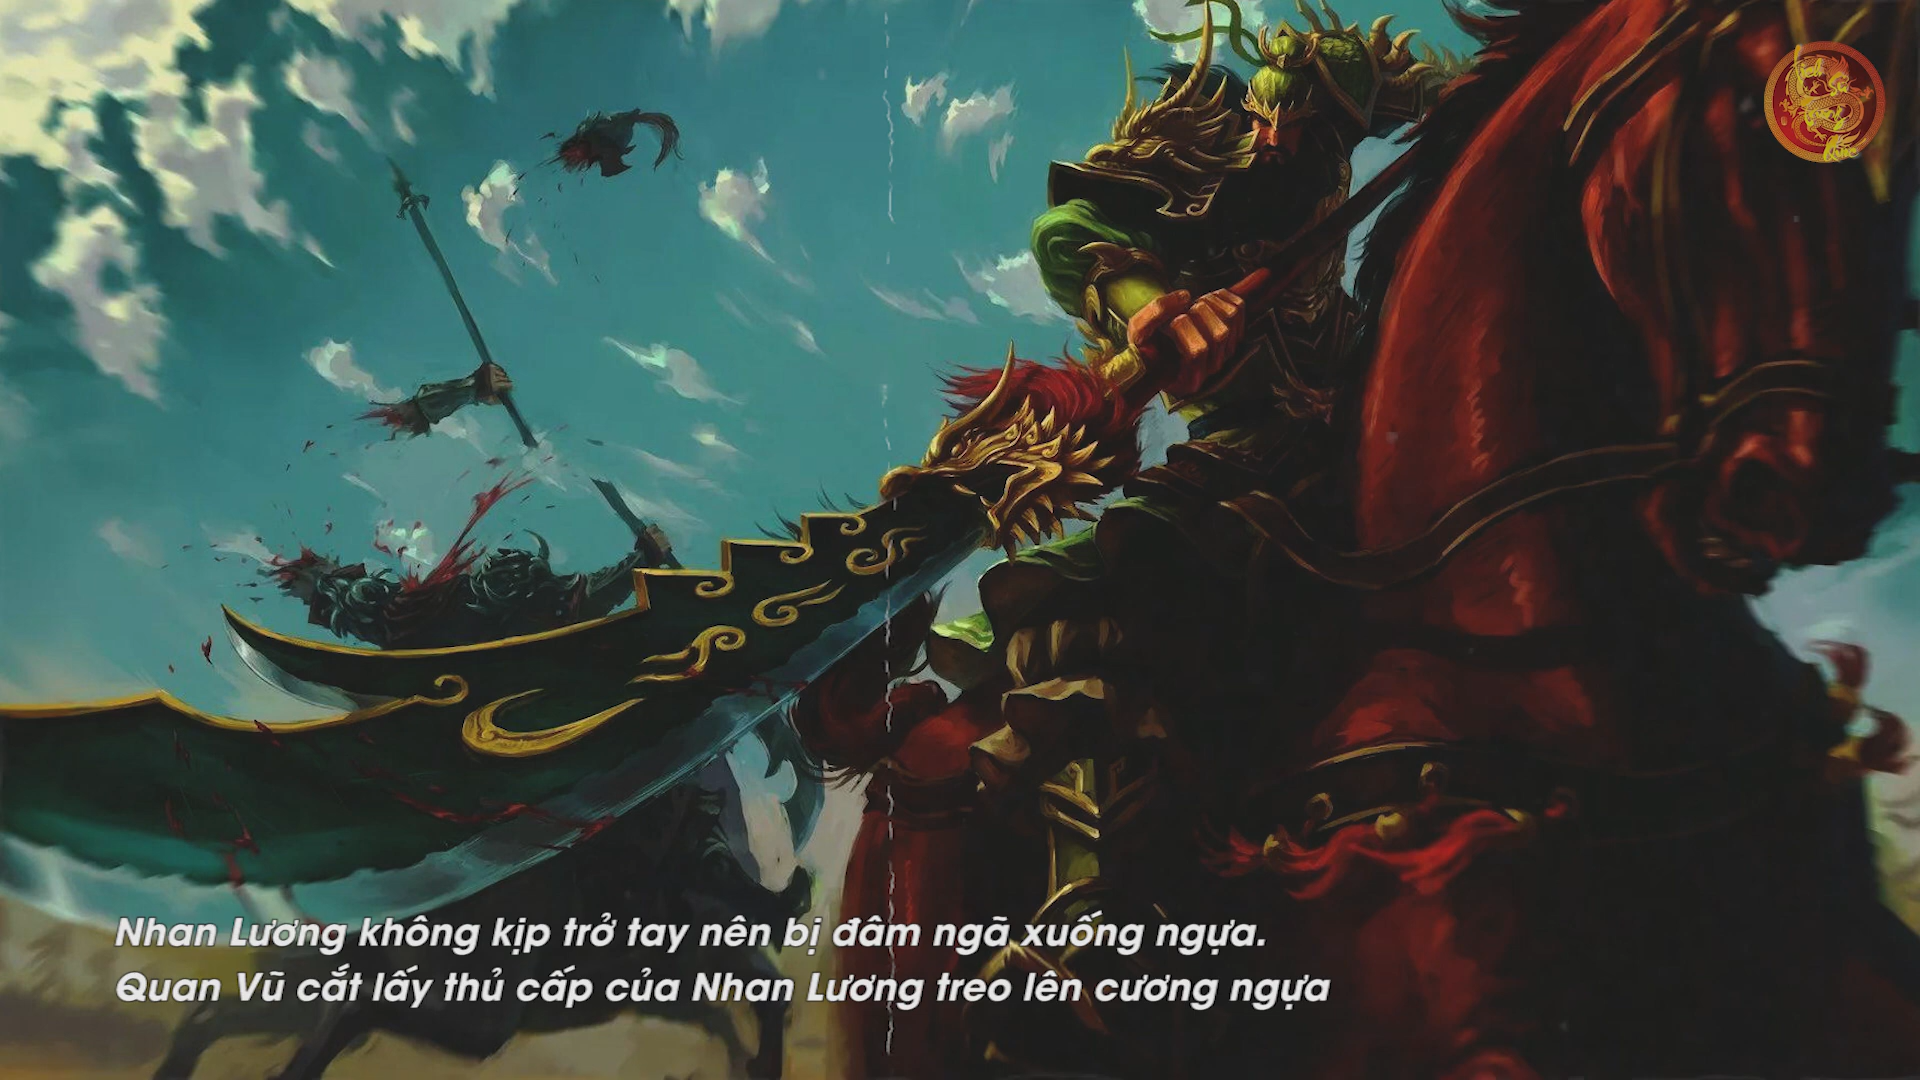 Nhan Lương không kịp trở tay nên bị đâm ngã xuống ngựa.
Quan Vũ cắt lấy thủ cấp của Nhan Lương treo lên cương ngựa